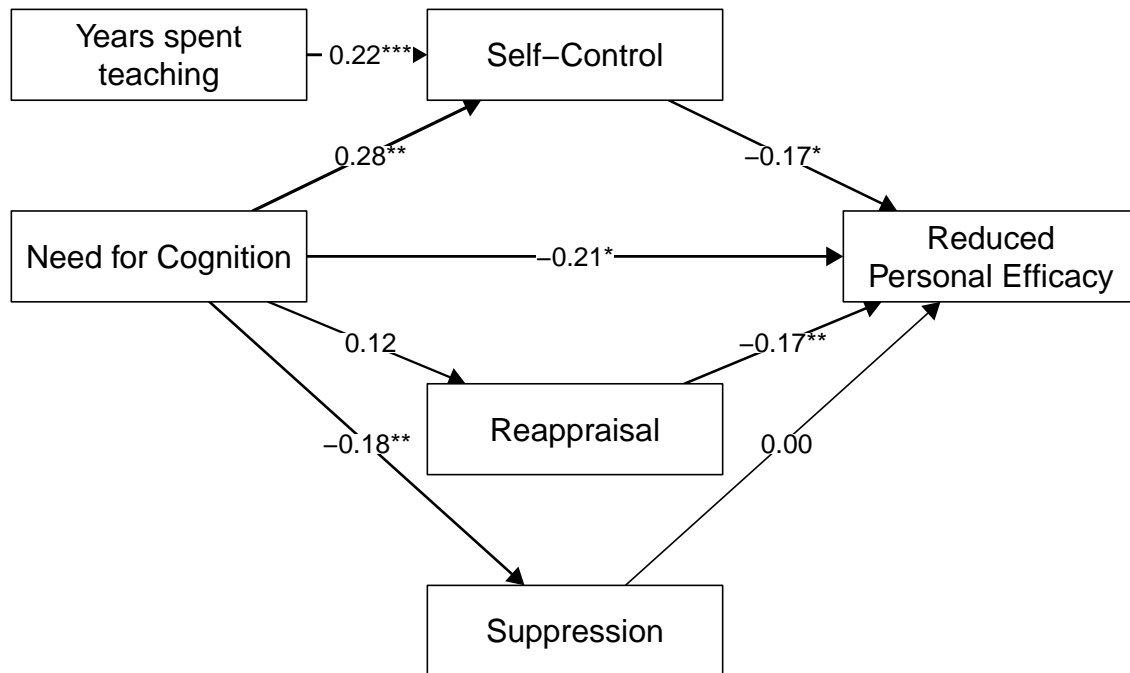 Years spent
teaching
0.22***
Self−Control
0.28**
−0.17*
Need for Cognition
−0.21*
Reduced
Personal Efficacy
0.12
−0.17**
Reappraisal
−0.18**
0.00
Suppression